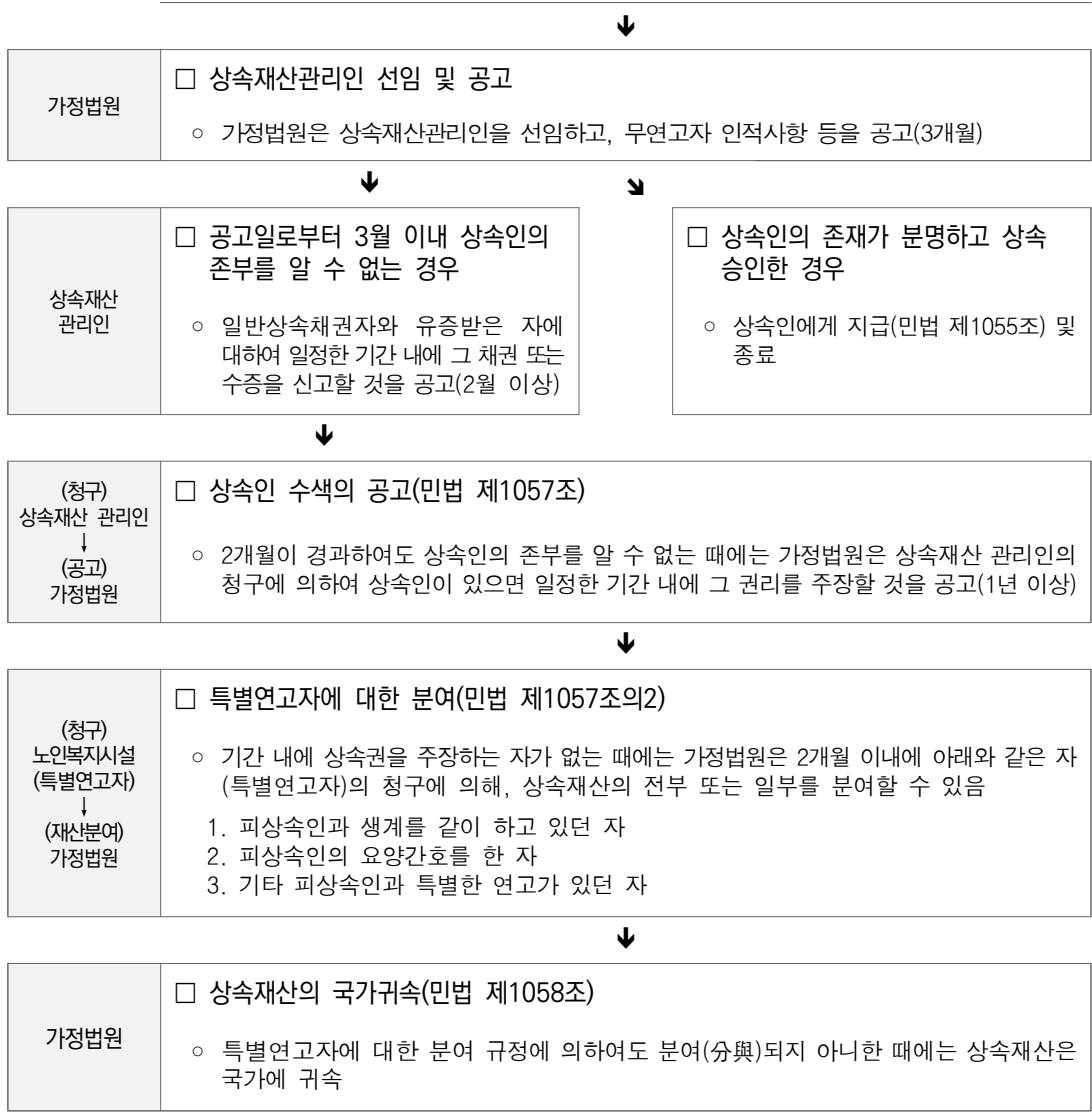 가정법원
□ 상속재산관리인 선임 및 공고
○ 가정법원은 상속재산관리인을 선임하고, 무연고자 인적사항 등을 공고(3개월)
상속재산
관리인
□ 공고일로부터 3월 이내 상속인의
존부를 알 수 없는 경우
○ 일반상속채권자와 유증받은 자에
대하여 일정한 기간 내에 그 채권 또는
수증을 신고할 것을 공고(2월 이상)
□ 상속인의 존재가 분명하고 상속
승인한 경우
○ 상속인에게 지급(민법 제1055조) 및
종료
(청구)
상속재산 관리인
↓
(공고)
가정법원
□ 상속인 수색의 공고(민법 제1057조)
○ 2개월이 경과하여도 상속인의 존부를 알 수 없는 때에는 가정법원은 상속재산 관리인의
청구에 의하여 상속인이 있으면 일정한 기간 내에 그 권리를 주장할 것을 공고(1년 이상)
(청구)
노인복지시설
(특별연고자)
↓
(재산분여)
가정법원
□ 특별연고자에 대한 분여(민법 제1057조의2)
○ 기간 내에 상속권을 주장하는 자가 없는 때에는 가정법원은 2개월 이내에 아래와 같은 자
(특별연고자)의 청구에 의해, 상속재산의 전부 또는 일부를 분여할 수 있음
1. 피상속인과 생계를 같이 하고 있던 자
2. 피상속인의 요양간호를 한 자
3. 기타 피상속인과 특별한 연고가 있던 자
가정법원
□ 상속재산의 국가귀속(민법 제1058조)
○ 특별연고자에 대한 분여 규정에 의하여도 분여(分與)되지 아니한 때에는 상속재산은
국가에 귀속